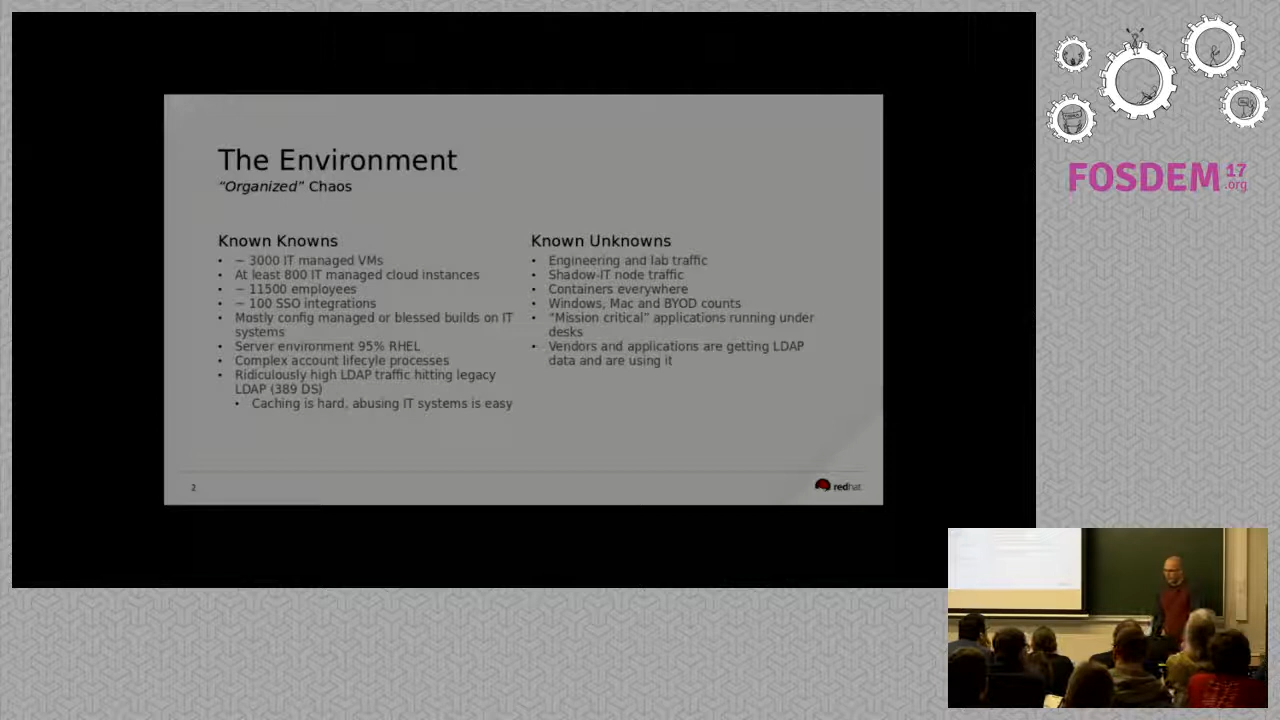 The Environment
“Organized” Chaos
Known Knowns
• ~ 3000 IT managed VMs
• At least 800 IT managed cloud instances
• ~ 11500 employees
• ~ 100 SSO integrations
• Mostly config managed or blessed builds on IT
systems
• Server environment 95% RHEL
• Complex account lifecyle processes
• Ridiculously high LDAP traffic hitting legacy
LDAP (389 DS)
• Caching is hard, abusing IT systems is easy
Known Unknowns
• Engineering and lab traffic
• Shadow-IT node traffic
• Containers everywhere
• Windows, Mac and BYOD counts
• “Mission critical” applications running under
desks
• Vendors and applications are getting LDAP
data and are using it
2
redhat
FOSDEM 17
.org